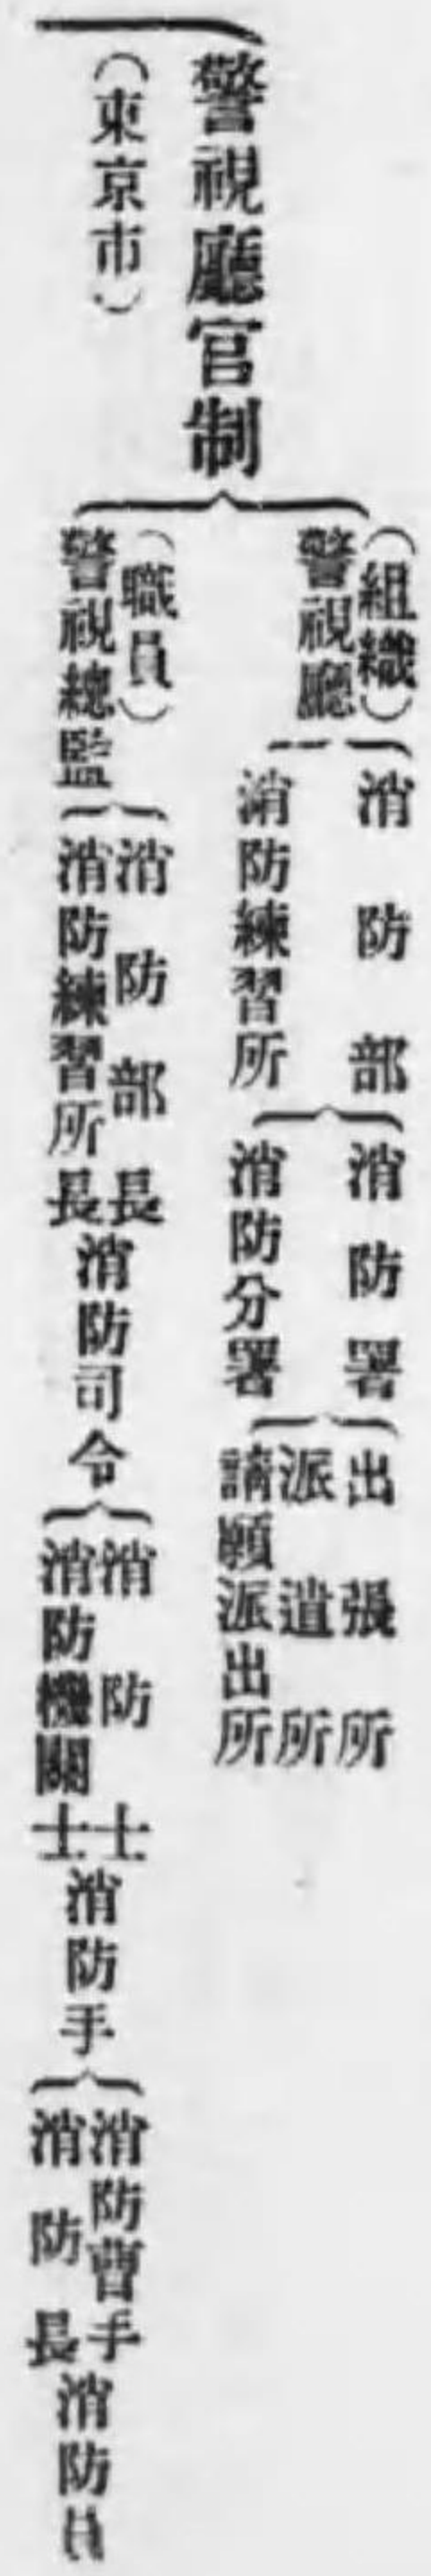 警視廳官制
（東京市）
（組織）
警視廳
消防部
消防練習所
消防署
消防分署
出張所
派遣所
請願派出所
（職員）
警視總監
消防部長
消防練習所長
消防司令
消防士
消防機關士
消防手
消防曹手
消防長
消防員